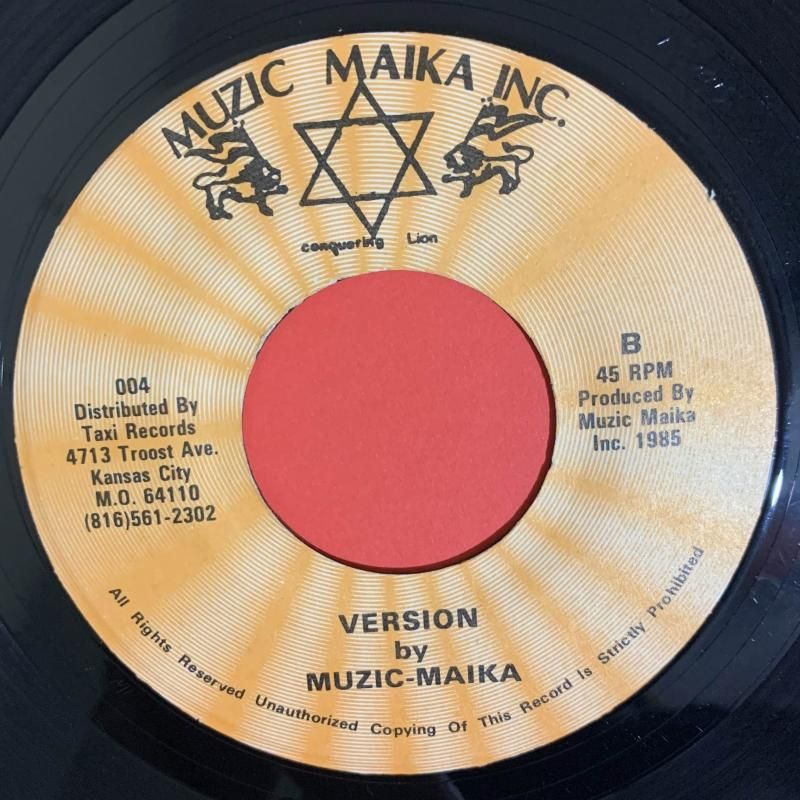 MUZIC MAIKA INC.
conquering Lion
004
Distributed By
Taxi Records
4713 Troost Ave.
Kansas City
M.O. 64110
(816)561-2302
B
45 RPM
Produced By
Muzic Maika
Inc. 1985
VERSION
by
MUZIC-MAIKA
All Rights Reserved Unauthorized Copying Of This Record Is Strictly Prohibited